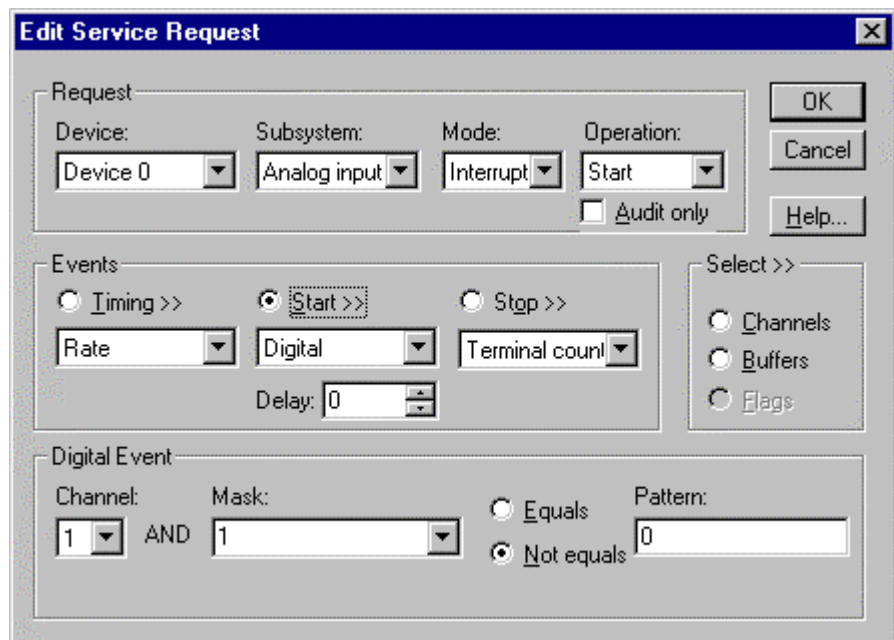 Edit Service Request
Request
Device: Subsystem: Mode: Operation:
Device 0 Analog input Interrupt Start
Audit only
OK
Cancel
Help...
Events
Timing >> Start >> Stop >>
Rate Digital Terminal count
Delay: 0
Select >>
Channels
Buffers
Flags
Digital Event
Channel: Mask: Pattern:
1 AND 1 Equals 0
Not equals